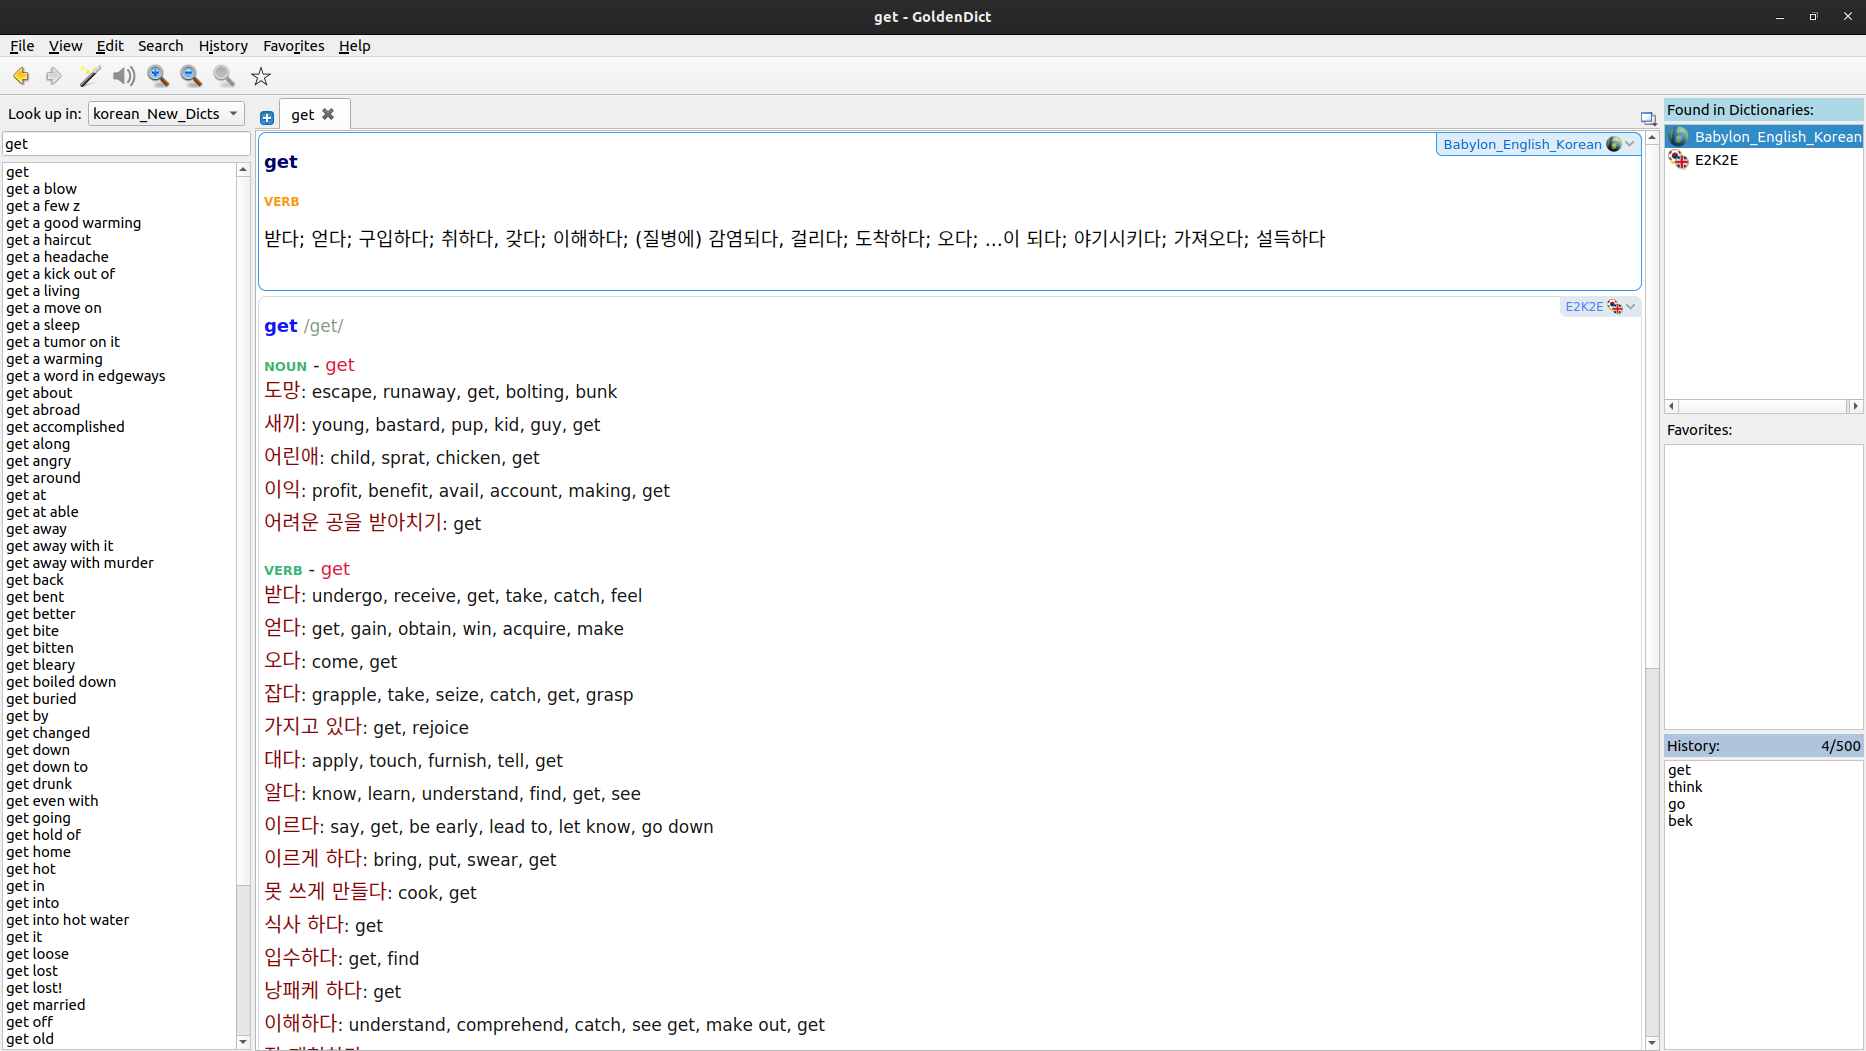 get - GoldenDict
File View Edit Search History Favorites Help
Look up in: korean_New_Dicts
get
get
get a blow
get a few z
get a good warming
get a haircut
get a headache
get a kick out of
get a living
get a move on
get a sleep
get a tumor on it
get a warming
get a word in edgeways
get about
get abroad
get accomplished
get along
get angry
get around
get at
get at able
get away
get away with it
get away with murder
get back
get bent
get better
get bite
get bitten
get bleary
get boiled down
get buried
get by
get changed
get down
get down to
get drunk
get even with
get going
get hold of
get home
get hot
get in
get into
get into hot water
get it
get loose
get lost
get lost!
get married
get off
get old
get
Babylon_English_Korean
get
VERB
받다; 얻다; 구입하다; 취하다, 갖다; 이해하다; (질병에) 감염되다, 걸리다; 도착하다; 오다; ...이 되다; 야기시키다; 가져오다; 설득하다
E2K2E
get /get/
NOUN - get
도망: escape, runaway, get, bolting, bunk
새끼: young, bastard, pup, kid, guy, get
어린애: child, sprat, chicken, get
이익: profit, benefit, avail, account, making, get
어려운 공을 받아치기: get
VERB - get
받다: undergo, receive, get, take, catch, feel
얻다: get, gain, obtain, win, acquire, make
오다: come, get
잡다: grapple, take, seize, catch, get, grasp
가지고 있다: get, rejoice
대다: apply, touch, furnish, tell, get
알다: know, learn, understand, find, get, see
이르다: say, get, be early, lead to, let know, go down
이르게 하다: bring, put, swear, get
못 쓰게 만들다: cook, get
식사 하다: get
입수하다: get, find
낭패케 하다: get
이해하다: understand, comprehend, catch, see get, make out, get
Found in Dictionaries:
Babylon_English_Korean
E2K2E
Favorites:
History: 4/500
get
think
go
bek